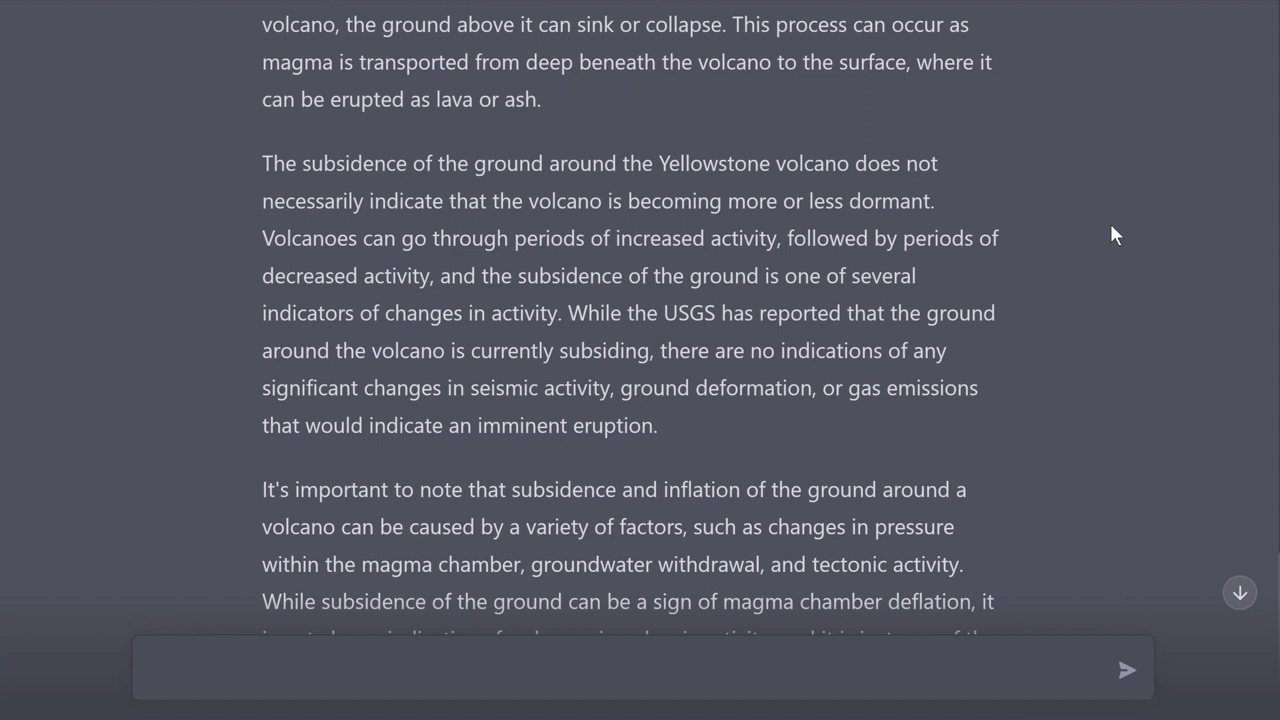 volcano, the ground above it can sink or collapse. This process can occur as
magma is transported from deep beneath the volcano to the surface, where it
can be erupted as lava or ash.
The subsidence of the ground around the Yellowstone volcano does not
necessarily indicate that the volcano is becoming more or less dormant.
Volcanoes can go through periods of increased activity, followed by periods of
decreased activity, and the subsidence of the ground is one of several
indicators of changes in activity. While the USGS has reported that the ground
around the volcano is currently subsiding, there are no indications of any
significant changes in seismic activity, ground deformation, or gas emissions
that would indicate an imminent eruption.
It's important to note that subsidence and inflation of the ground around a
volcano can be caused by a variety of factors, such as changes in pressure
within the magma chamber, groundwater withdrawal, and tectonic activity.
While subsidence of the ground can be a sign of magma chamber deflation, it